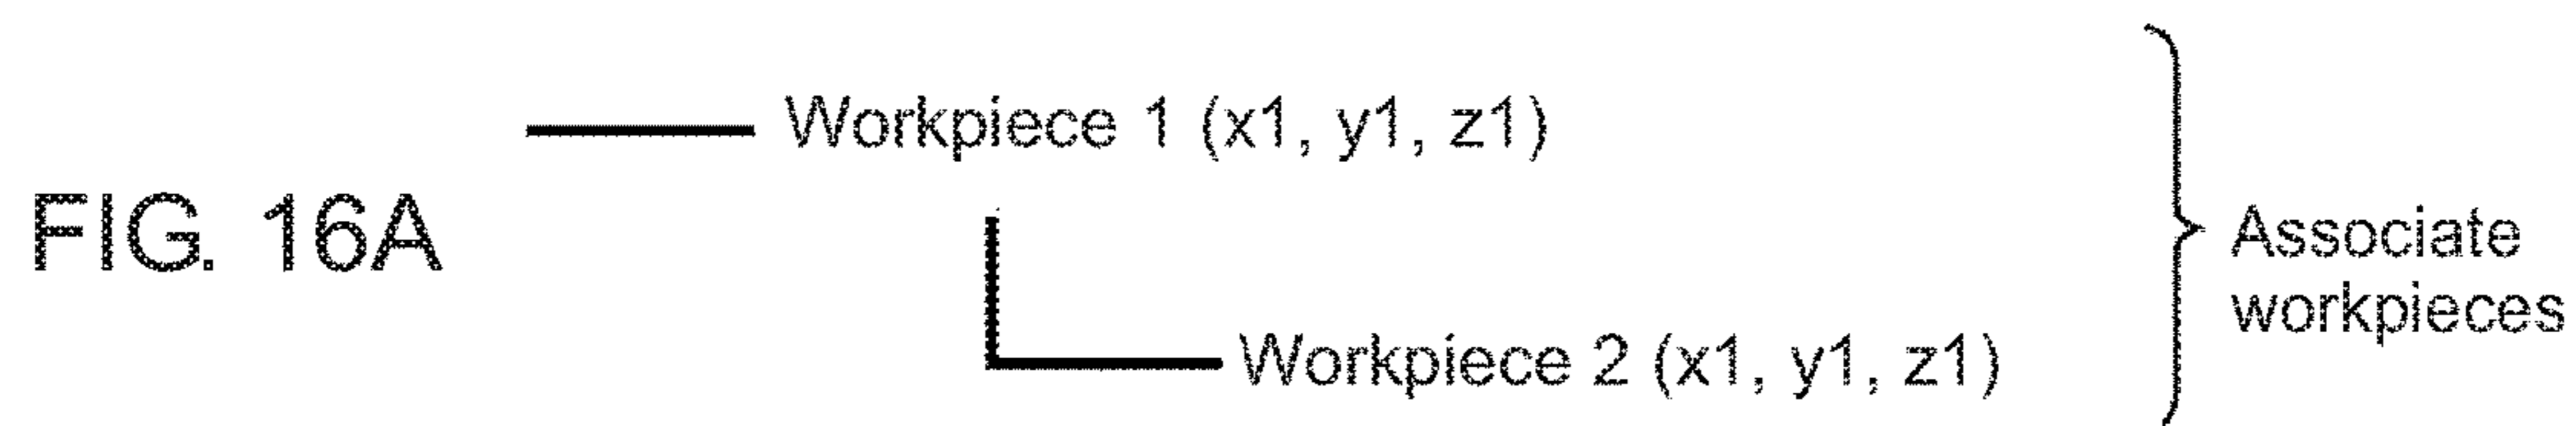 Workpiece 1 (x1, y1, z1)
FIG. 16A
Associate
workpieces
Workpiece 2 (x1, y1, z1)